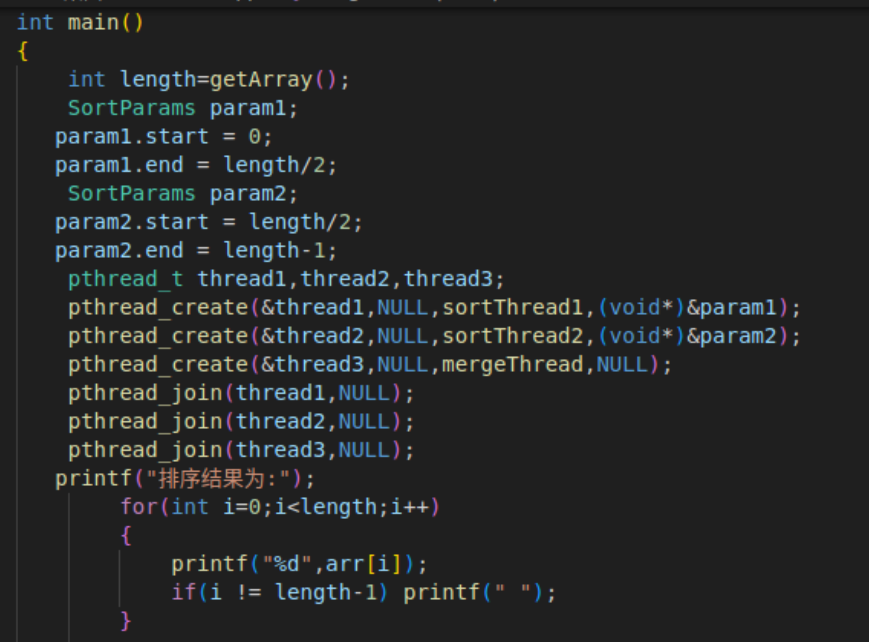 int main()
{
int length=getArray();
SortParams param1;
param1.start = 0;
param1.end = length/2;
SortParams param2;
param2.start = length/2;
param2.end = length-1;
pthread_t thread1,thread2,thread3;
pthread_create(&thread1,NULL,sortThread1,(void*)&param1);
pthread_create(&thread2,NULL,sortThread2,(void*)&param2);
pthread_create(&thread3,NULL,mergeThread,NULL);
pthread_join(thread1,NULL);
pthread_join(thread2,NULL);
pthread_join(thread3,NULL);
printf("排序结果为:");
for(int i=0;i<length;i++)
{
printf("%d",arr[i]);
if(i != length-1) printf(" ");
}